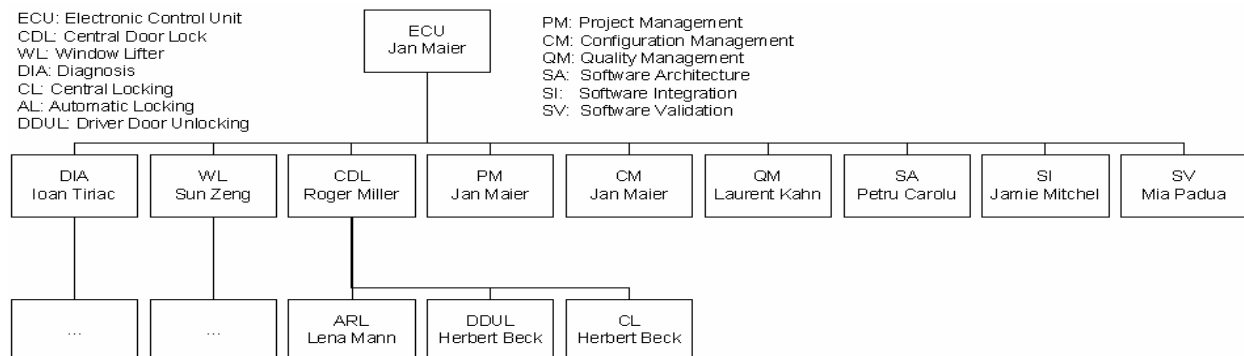 ECU: Electronic Control Unit
CDL: Central Door Lock
WL: Window Lifter
DIA: Diagnosis
CL: Central Locking
AL: Automatic Locking
DDUL: Driver Door Unlocking
ECU
Jan Maier
PM: Project Management
CM: Configuration Management
QM: Quality Management
SA: Software Architecture
SI: Software Integration
SV: Software Validation
DIA
Ioan Tiriac
WL
Sun Zeng
CDL
Roger Miller
PM
Jan Maier
CM
Jan Maier
QM
Laurent Kahn
SA
Petru Carolu
SI
Jamie Mitchel
SV
Mia Padua
...
...
ARL
Lena Mann
DDUL
Herbert Beck
CL
Herbert Beck